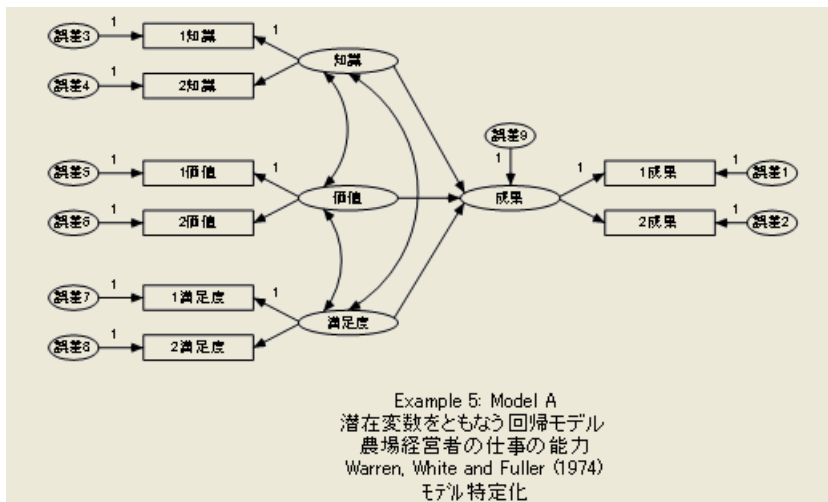 誤差3 1 1知識 1
誤差4 1 2知識
知識
誤差5 1 1価値 1
誤差6 1 2価値
価値
誤差7 1 1満足度 1
誤差8 1 2満足度
満足度
誤差9
1
成果
1 1成果 1 誤差1
2成果 1 誤差2
Example 5: Model A
潜在変数をともなう回帰モデル
農場経営者の仕事の能力
Warren, White and Fuller (1974)
モデル特定化